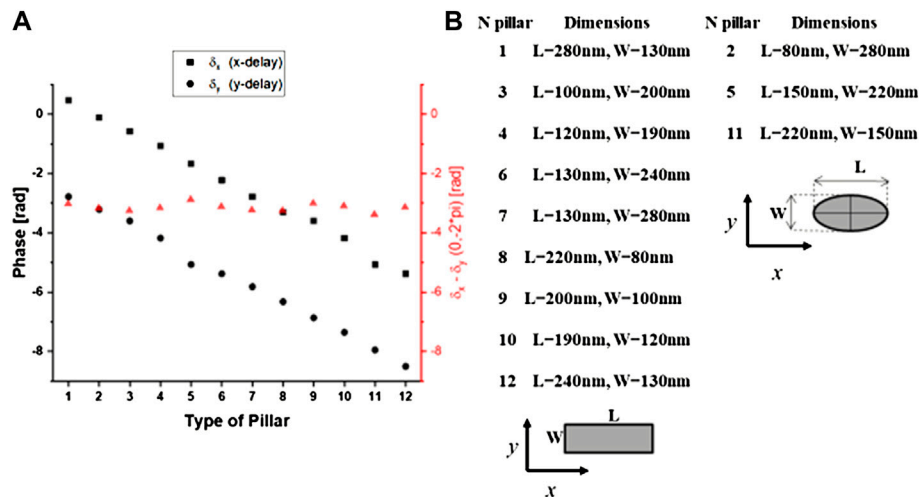 A
δx (x-delay)
δy (y-delay)
0
-2
-4
-6
-8
Phase [rad]
0
-2
-4
-6
-8
δx - δy (0,-2*pi) [rad]
1 2 3 4 5 6 7 8 9 10 11 12
Type of Pillar
B
N pillar Dimensions
1 L−280nm, W−130nm
3 L−100nm, W−200nm
4 L−120nm, W−190nm
6 L−130nm, W−240nm
7 L−130nm, W−280nm
8 L−220nm, W−80nm
9 L−200nm, W−100nm
10 L−190nm, W−120nm
12 L−240nm, W−130nm
L
y W
x
N pillar Dimensions
2 L−80nm, W−280nm
5 L−150nm, W−220nm
11 L−220nm, W−150nm
L
y W
x